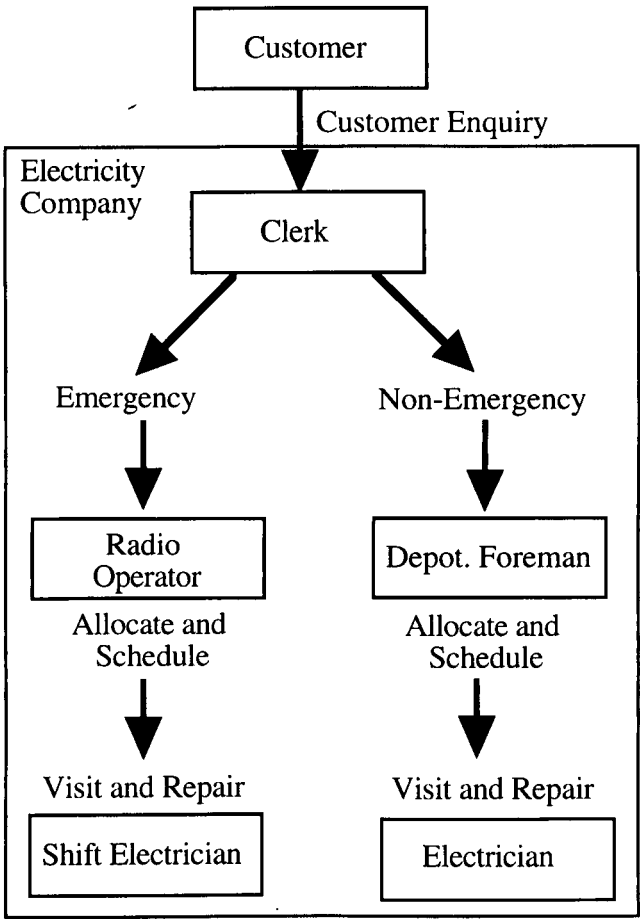 Customer
Customer Enquiry
Electricity
Company
Clerk
Emergency
Non-Emergency
Radio
Operator
Depot. Foreman
Allocate and
Schedule
Allocate and
Schedule
Visit and Repair
Visit and Repair
Shift Electrician
Electrician